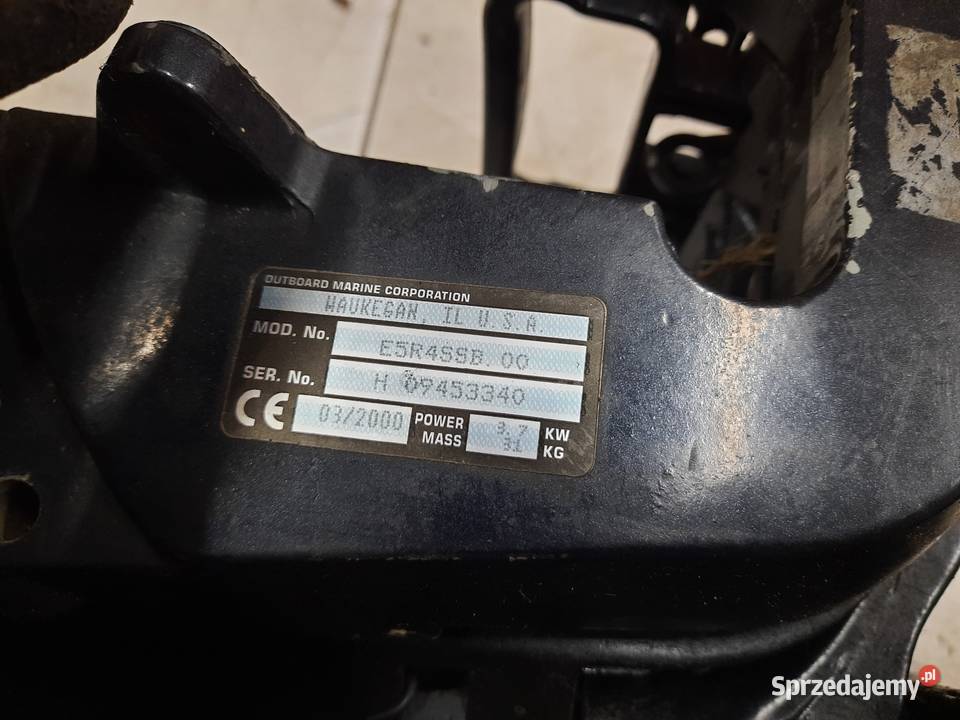 OUTBOARD MARINE CORPORATION
WAUKEGAN, IL U.S.A.
MOD. No. E5R4SSB 00
SER. No. H 09453340
CE 03/2000 POWER 3.7 KW
MASS 31 KG
Sprzedajemy.pl